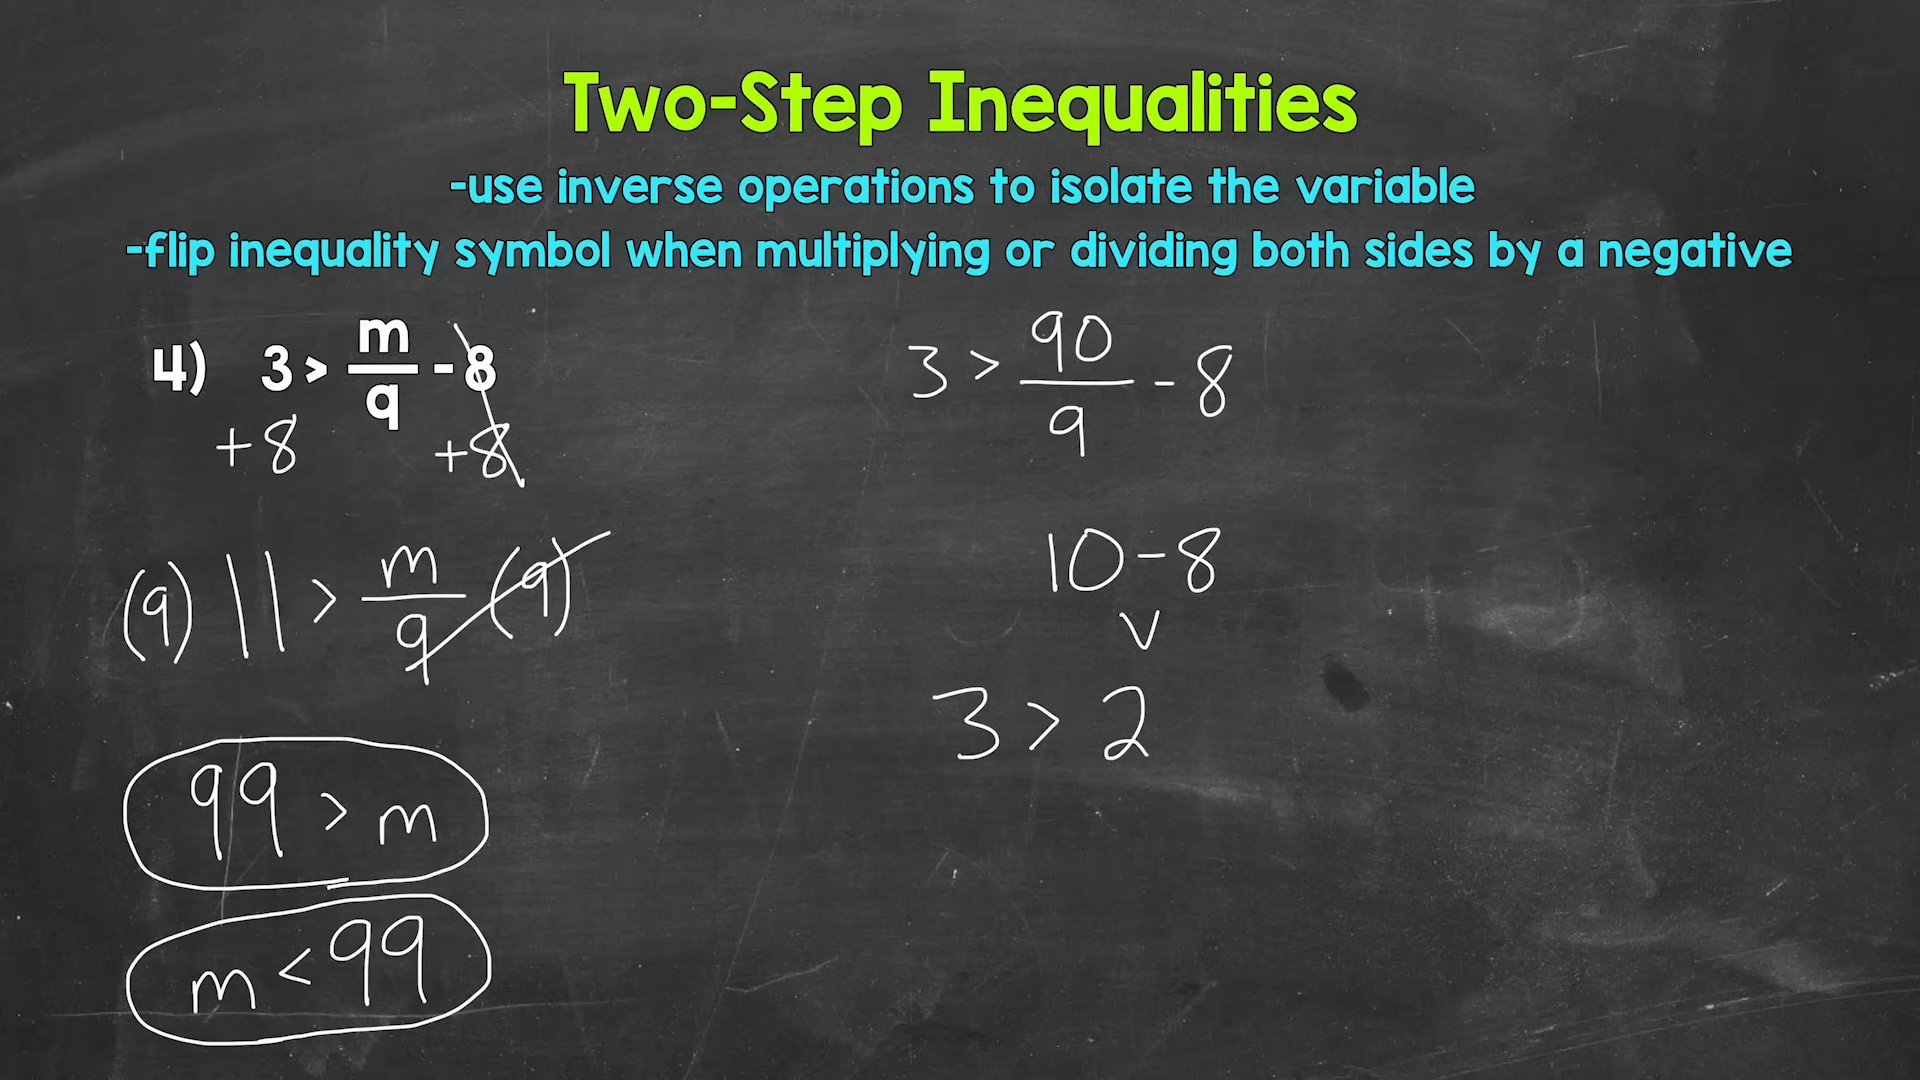 Two-Step Inequalities
-use inverse operations to isolate the variable
-flip inequality symbol when multiplying or dividing both sides by a negative
4) 3 > m/9 - 8
+8 +8
(9) 11 > m/9 (9)
99 > m
m < 99
3 > 90/9 - 8
10 - 8
v
3 > 2